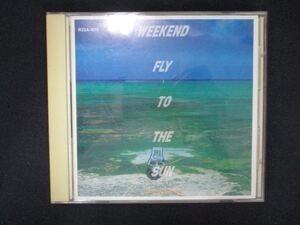 WEEKEND
FLY
TO
THE
SUN